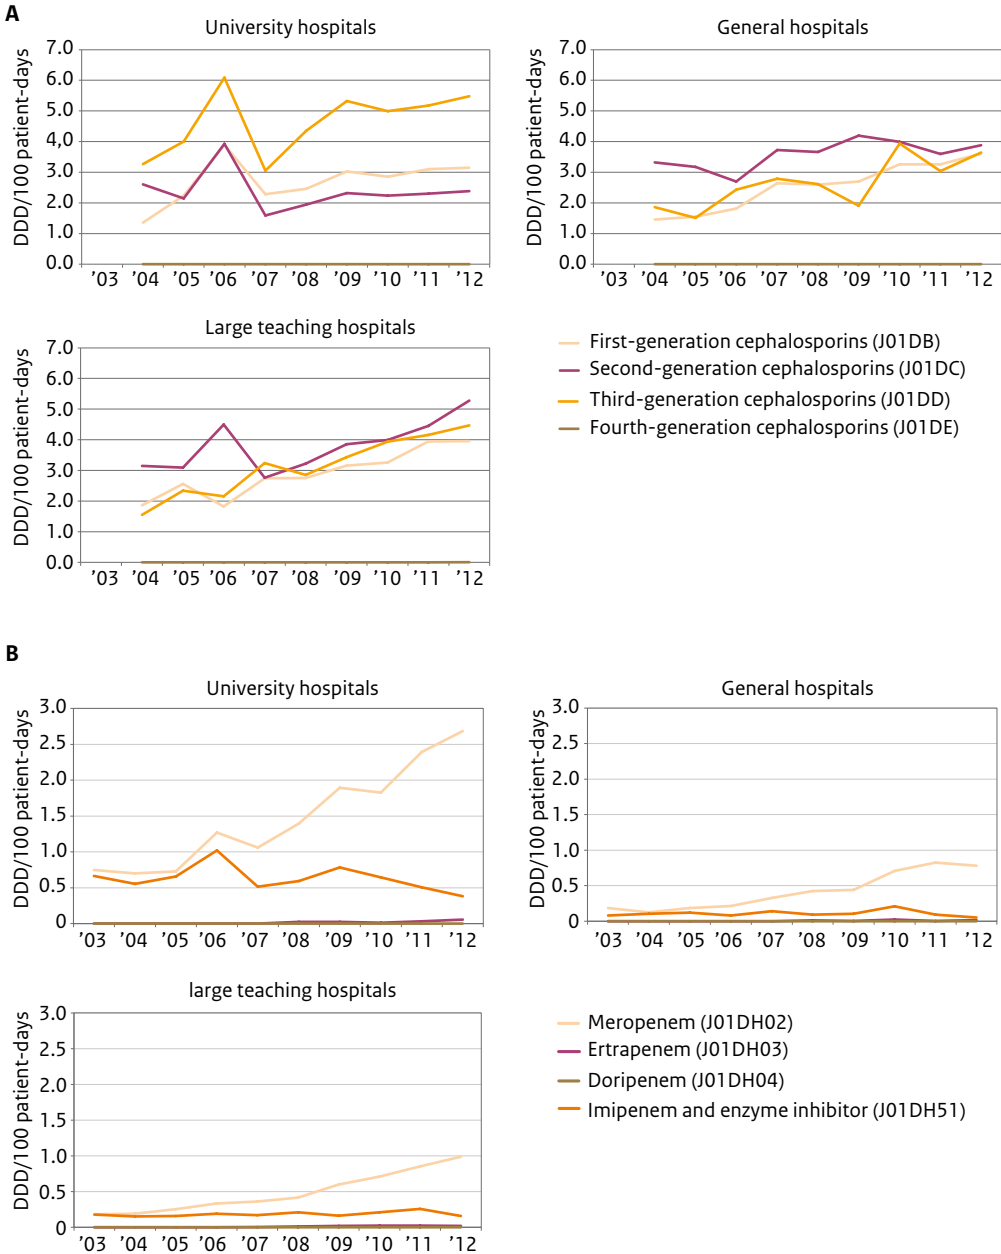 A
University hospitals
DDD/100 patient-days
7.0
6.0
5.0
4.0
3.0
2.0
1.0
0.0
’03 ’04 ’05 ’06 ’07 ’08 ’09 ’10 ’11 ’12
General hospitals
DDD/100 patient-days
7.0
6.0
5.0
4.0
3.0
2.0
1.0
0.0
’03 ’04 ’05 ’06 ’07 ’08 ’09 ’10 ’11 ’12
Large teaching hospitals
DDD/100 patient-days
7.0
6.0
5.0
4.0
3.0
2.0
1.0
0.0
’03 ’04 ’05 ’06 ’07 ’08 ’09 ’10 ’11 ’12
First-generation cephalosporins (J01DB)
Second-generation cephalosporins (J01DC)
Third-generation cephalosporins (J01DD)
Fourth-generation cephalosporins (J01DE)
B
University hospitals
DDD/100 patient-days
3.0
2.5
2.0
1.5
1.0
0.5
0
’03 ’04 ’05 ’06 ’07 ’08 ’09 ’10 ’11 ’12
General hospitals
DDD/100 patient-days
3.0
2.5
2.0
1.5
1.0
0.5
0
’03 ’04 ’05 ’06 ’07 ’08 ’09 ’10 ’11 ’12
large teaching hospitals
DDD/100 patient-days
3.0
2.5
2.0
1.5
1.0
0.5
0
’03 ’04 ’05 ’06 ’07 ’08 ’09 ’10 ’11 ’12
Meropenem (J01DH02)
Ertrapenem (J01DH03)
Doripenem (J01DH04)
Imipenem and enzyme inhibitor (J01DH51)